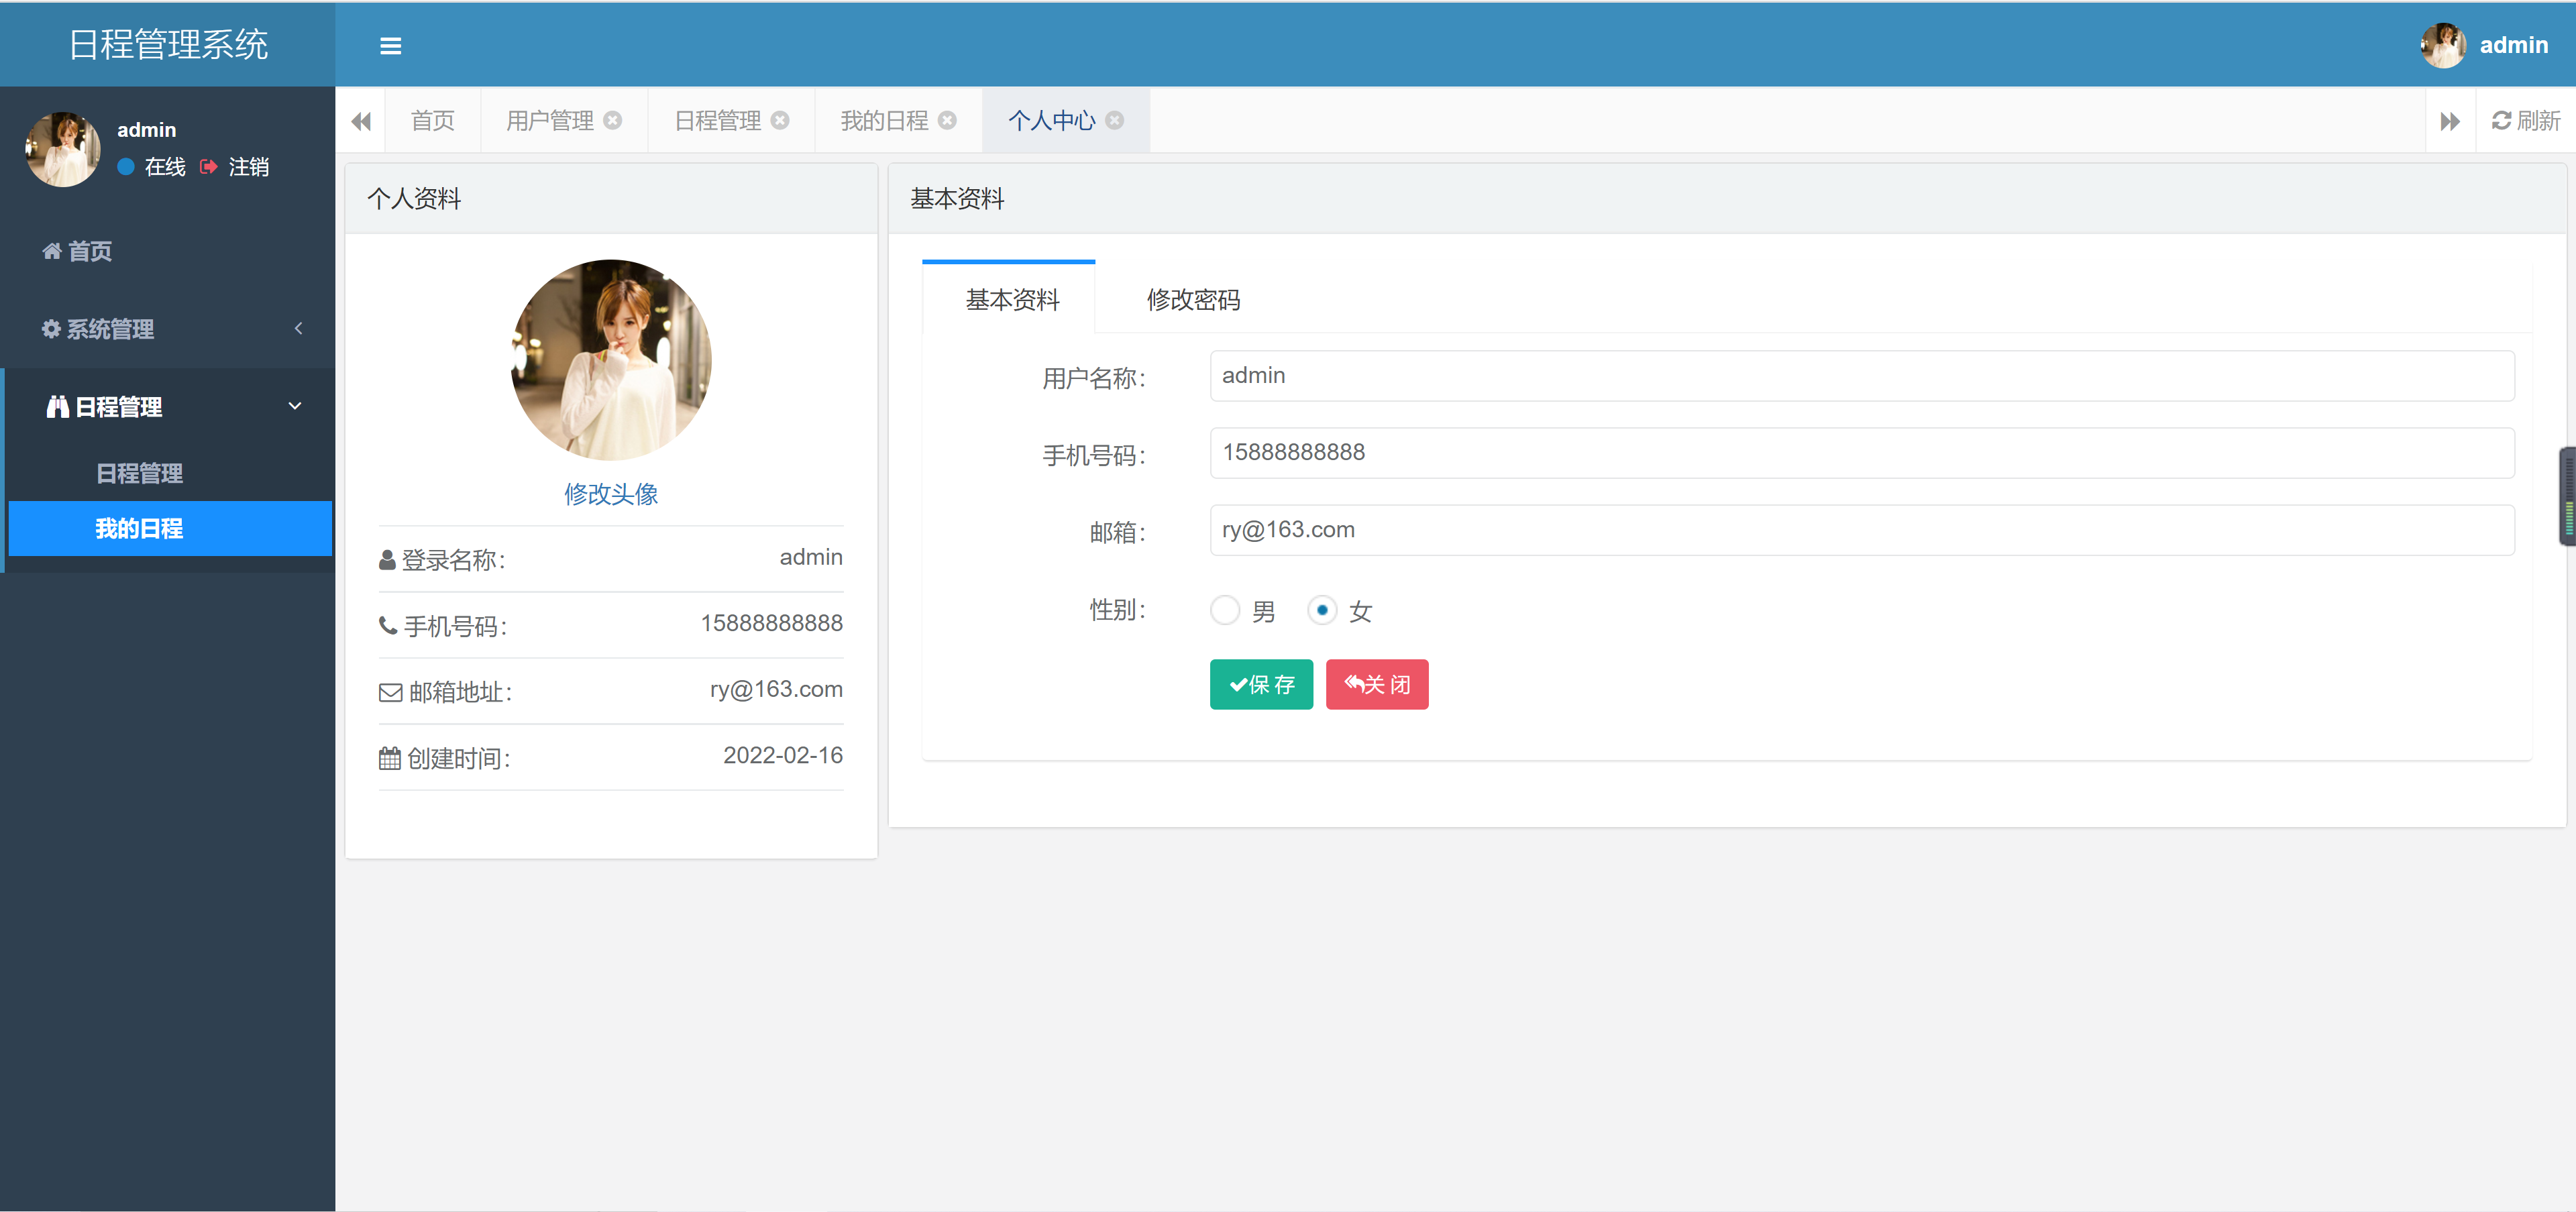 日程管理系统
admin
admin
在线 注销
首页
系统管理
日程管理
日程管理
我的日程
首页 用户管理 日程管理 我的日程 个人中心 刷新
个人资料
修改头像
登录名称： admin
手机号码： 15888888888
邮箱地址： ry@163.com
创建时间： 2022-02-16
基本资料
基本资料 修改密码
用户名称： admin
手机号码： 15888888888
邮箱： ry@163.com
性别： 男 女
保 存 关 闭